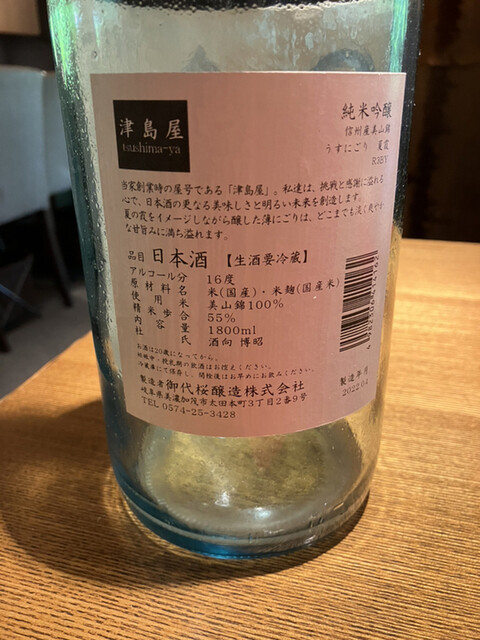 津島屋
tsushima-ya
純米吟醸
信州産美山錦
うすにごり 夏霞
R3BY
当家創業時の屋号である「津島屋」。私達は、挑戦と感謝に溢れる
心で、日本酒の更なる美味しさと明るい未来を創造します。
夏の霞をイメージしながら醸した薄にごりは、どこまでも淡く爽やか
な甘旨みに満ち溢れます。
品目 日本酒 【生酒要冷蔵】
アルコール分 16度
原材料名 米(国産)・米麹(国産米)
使用米 美山錦100%
精米歩合 55%
内容 1800ml
杜氏 酒向 博昭
お酒は20歳になってから。
妊娠中・授乳期の飲酒はお控えください。
冷蔵庫にて保存し、開栓後はお早めにお飲みください。
製造者 御代桜醸造株式会社
岐阜県美濃加茂市太田本町3丁目2番9号
TEL 0574-25-3428
製造年月
2022.04